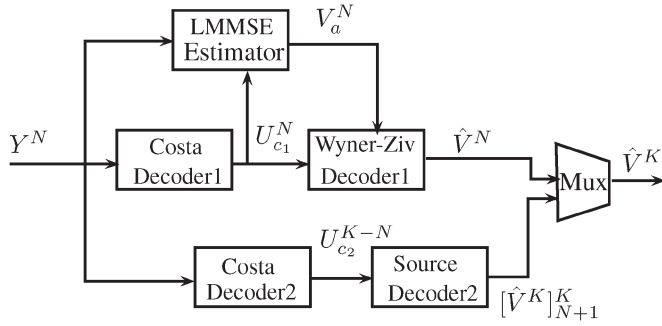 LMMSE
Estimator
V_a^N
Y^N
Costa
Decoder1
U_{c_1}^N
Wyner-Ziv
Decoder1
\hat{V}^N
Mux
\hat{V}^K
Costa
Decoder2
U_{c_2}^{K-N}
Source
Decoder2
[\hat{V}^K]_{N+1}^K